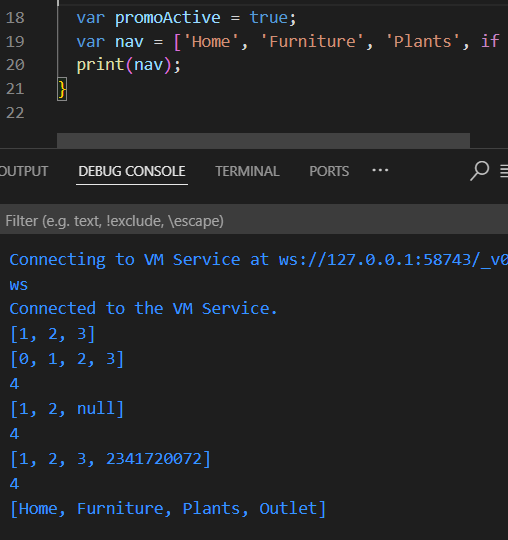 18 var promoActive = true;
19 var nav = ['Home', 'Furniture', 'Plants', if
20 print(nav);
21 }
22
OUTPUT DEBUG CONSOLE TERMINAL PORTS ...
Filter (e.g. text, !exclude, \escape)
Connecting to VM Service at ws://127.0.0.1:58743/_v0
ws
Connected to the VM Service.
[1, 2, 3]
[0, 1, 2, 3]
4
[1, 2, null]
4
[1, 2, 3, 2341720072]
4
[Home, Furniture, Plants, Outlet]